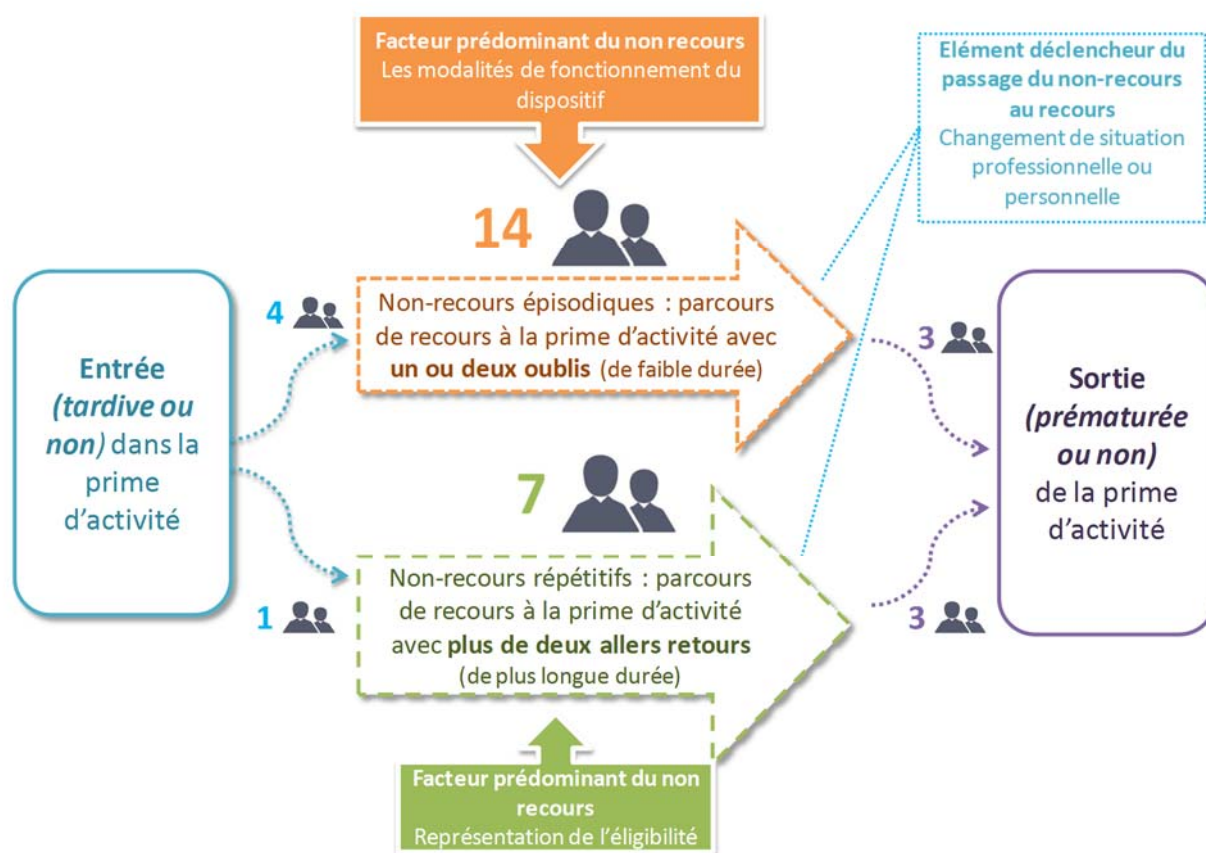 Facteur prédominant du non recours
Les modalités de fonctionnement du
dispositif
Elément déclencheur du
passage du non-recours
au recours
Changement de situation
professionnelle ou
personnelle
14
4
Non-recours épisodiques : parcours
de recours à la prime d’activité avec
un ou deux oublis (de faible durée)
3
Entrée
(tardive ou
non) dans la
prime
d’activité
Sortie
(prématurée
ou non)
de la prime
d’activité
7
1
Non-recours répétitifs : parcours
de recours à la prime d’activité
avec plus de deux allers retours
(de plus longue durée)
3
Facteur prédominant du non
recours
Représentation de l’éligibilité